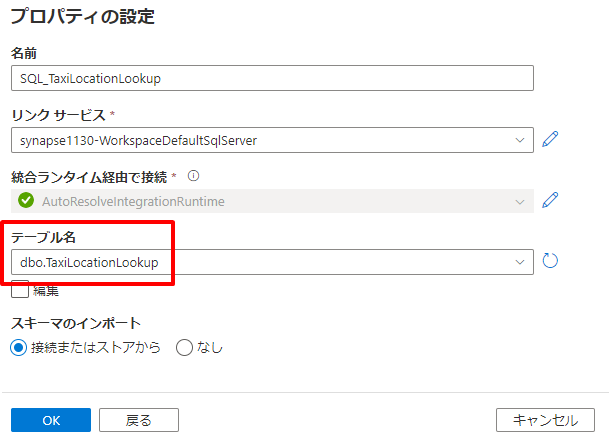 プロパティの設定
名前
SQL_TaxiLocationLookup
リンク サービス *
synapse1130-WorkspaceDefaultSqlServer
統合ランタイム経由で接続 *
AutoResolveIntegrationRuntime
テーブル名
dbo.TaxiLocationLookup
編集
スキーマのインポート
接続またはストアから なし
OK 戻る キャンセル